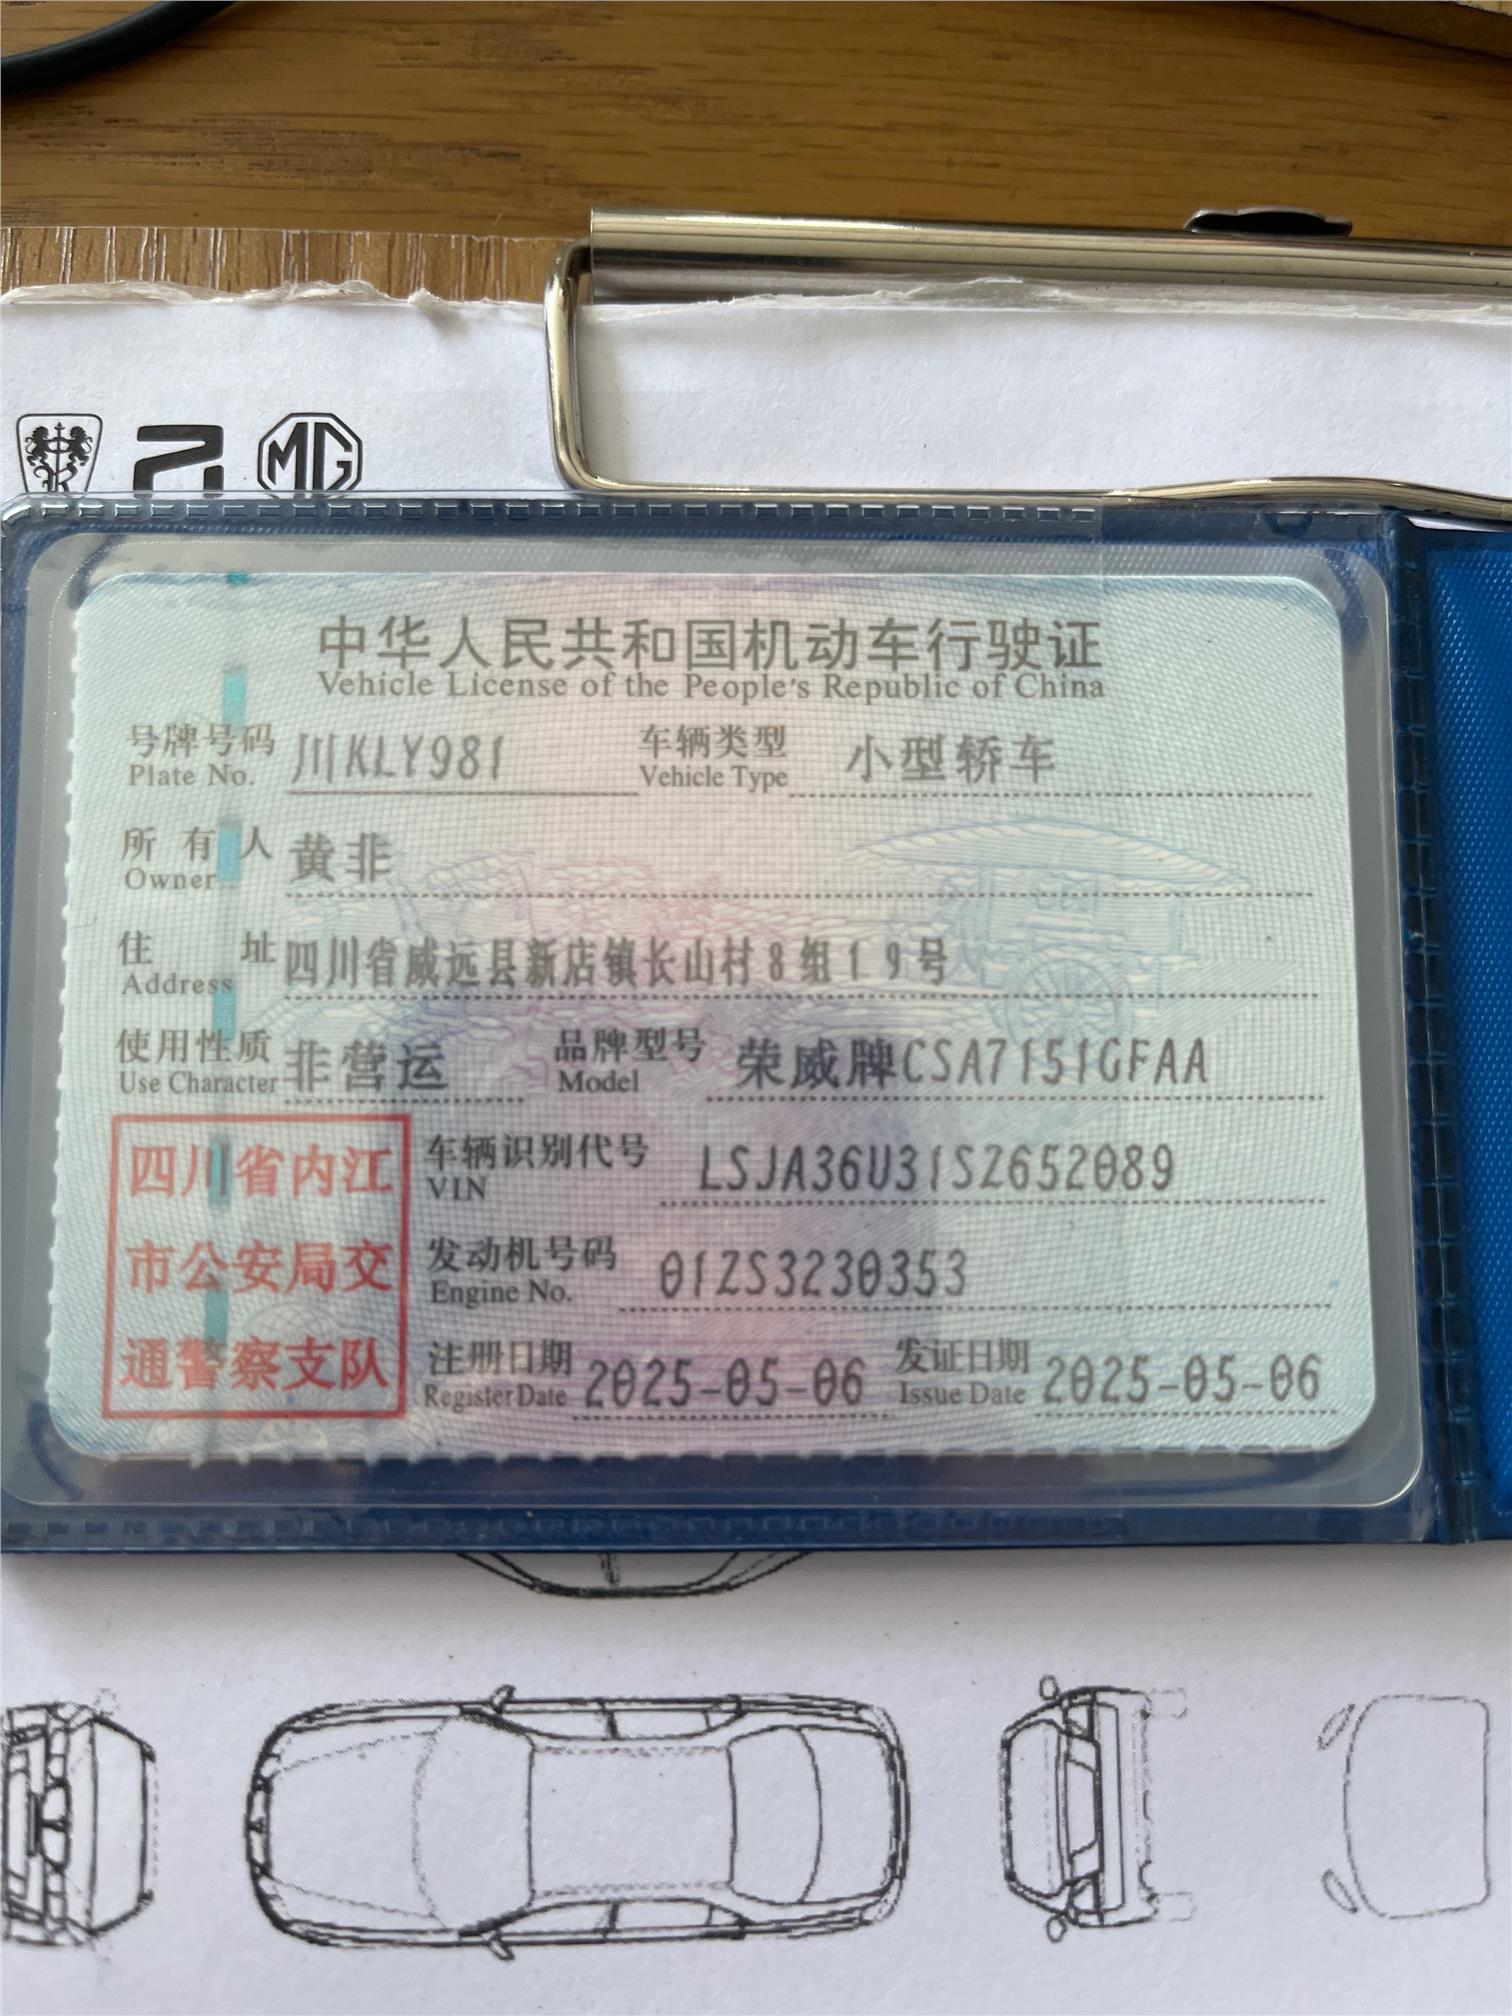 MG
中华人民共和国机动车行驶证
Vehicle License of the People's Republic of China
号牌号码 川KLY981 车辆类型 小型轿车
Plate No. Vehicle Type
所有人 黄非
Owner
住址 四川省威远县新店镇长山村8组19号
Address
使用性质 非营运 品牌型号 荣威牌CSA7151GFAA
Use Character Model
四川省内江
市公安局交
通警察支队
车辆识别代号 LSJA36U31SZ652089
VIN
发动机号码 01ZS3230353
Engine No.
注册日期 2025-05-06 发证日期 2025-05-06
Register Date Issue Date